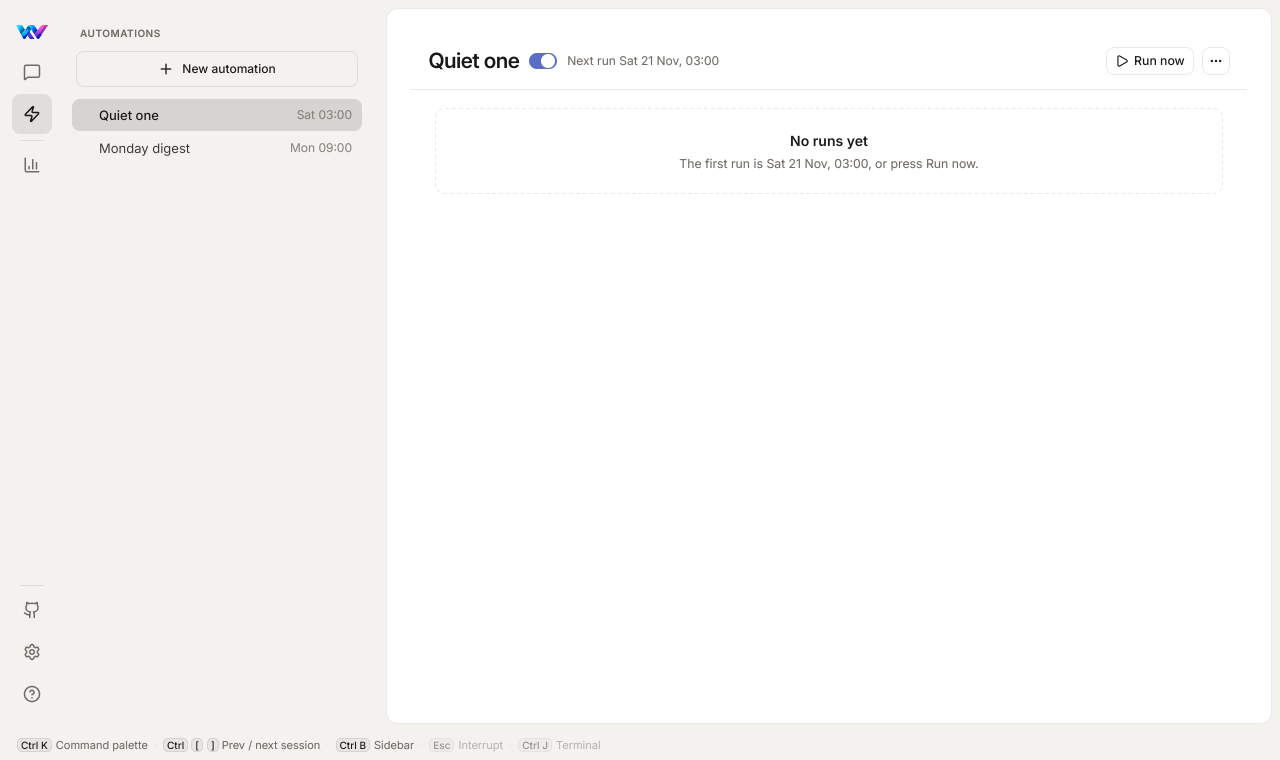 AUTOMATIONS
New automation
Quiet one Sat 03:00
Monday digest Mon 09:00
Quiet one Next run Sat 21 Nov, 03:00 Run now
No runs yet
The first run is Sat 21 Nov, 03:00, or press Run now.
Ctrl K Command palette · Ctrl [ ] Prev / next session · Ctrl B Sidebar · Esc Interrupt · Ctrl J Terminal